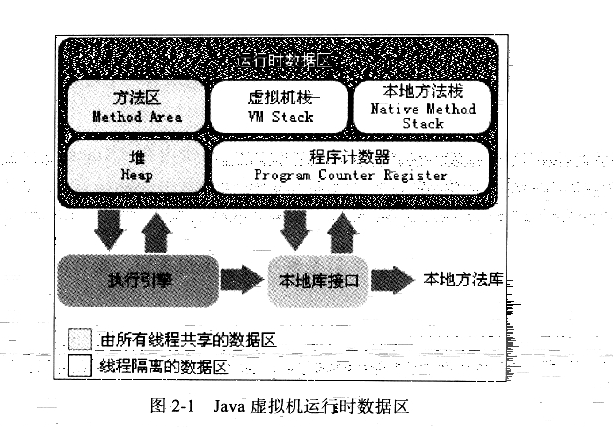 运行时数据区
方法区
Method Area
虚拟机栈
VM Stack
本地方法栈
Native Method
Stack
堆
Heap
程序计数器
Program Counter Register
执行引擎
本地库接口
本地方法库
由所有线程共享的数据区
线程隔离的数据区
图 2-1 Java 虚拟机运行时数据区